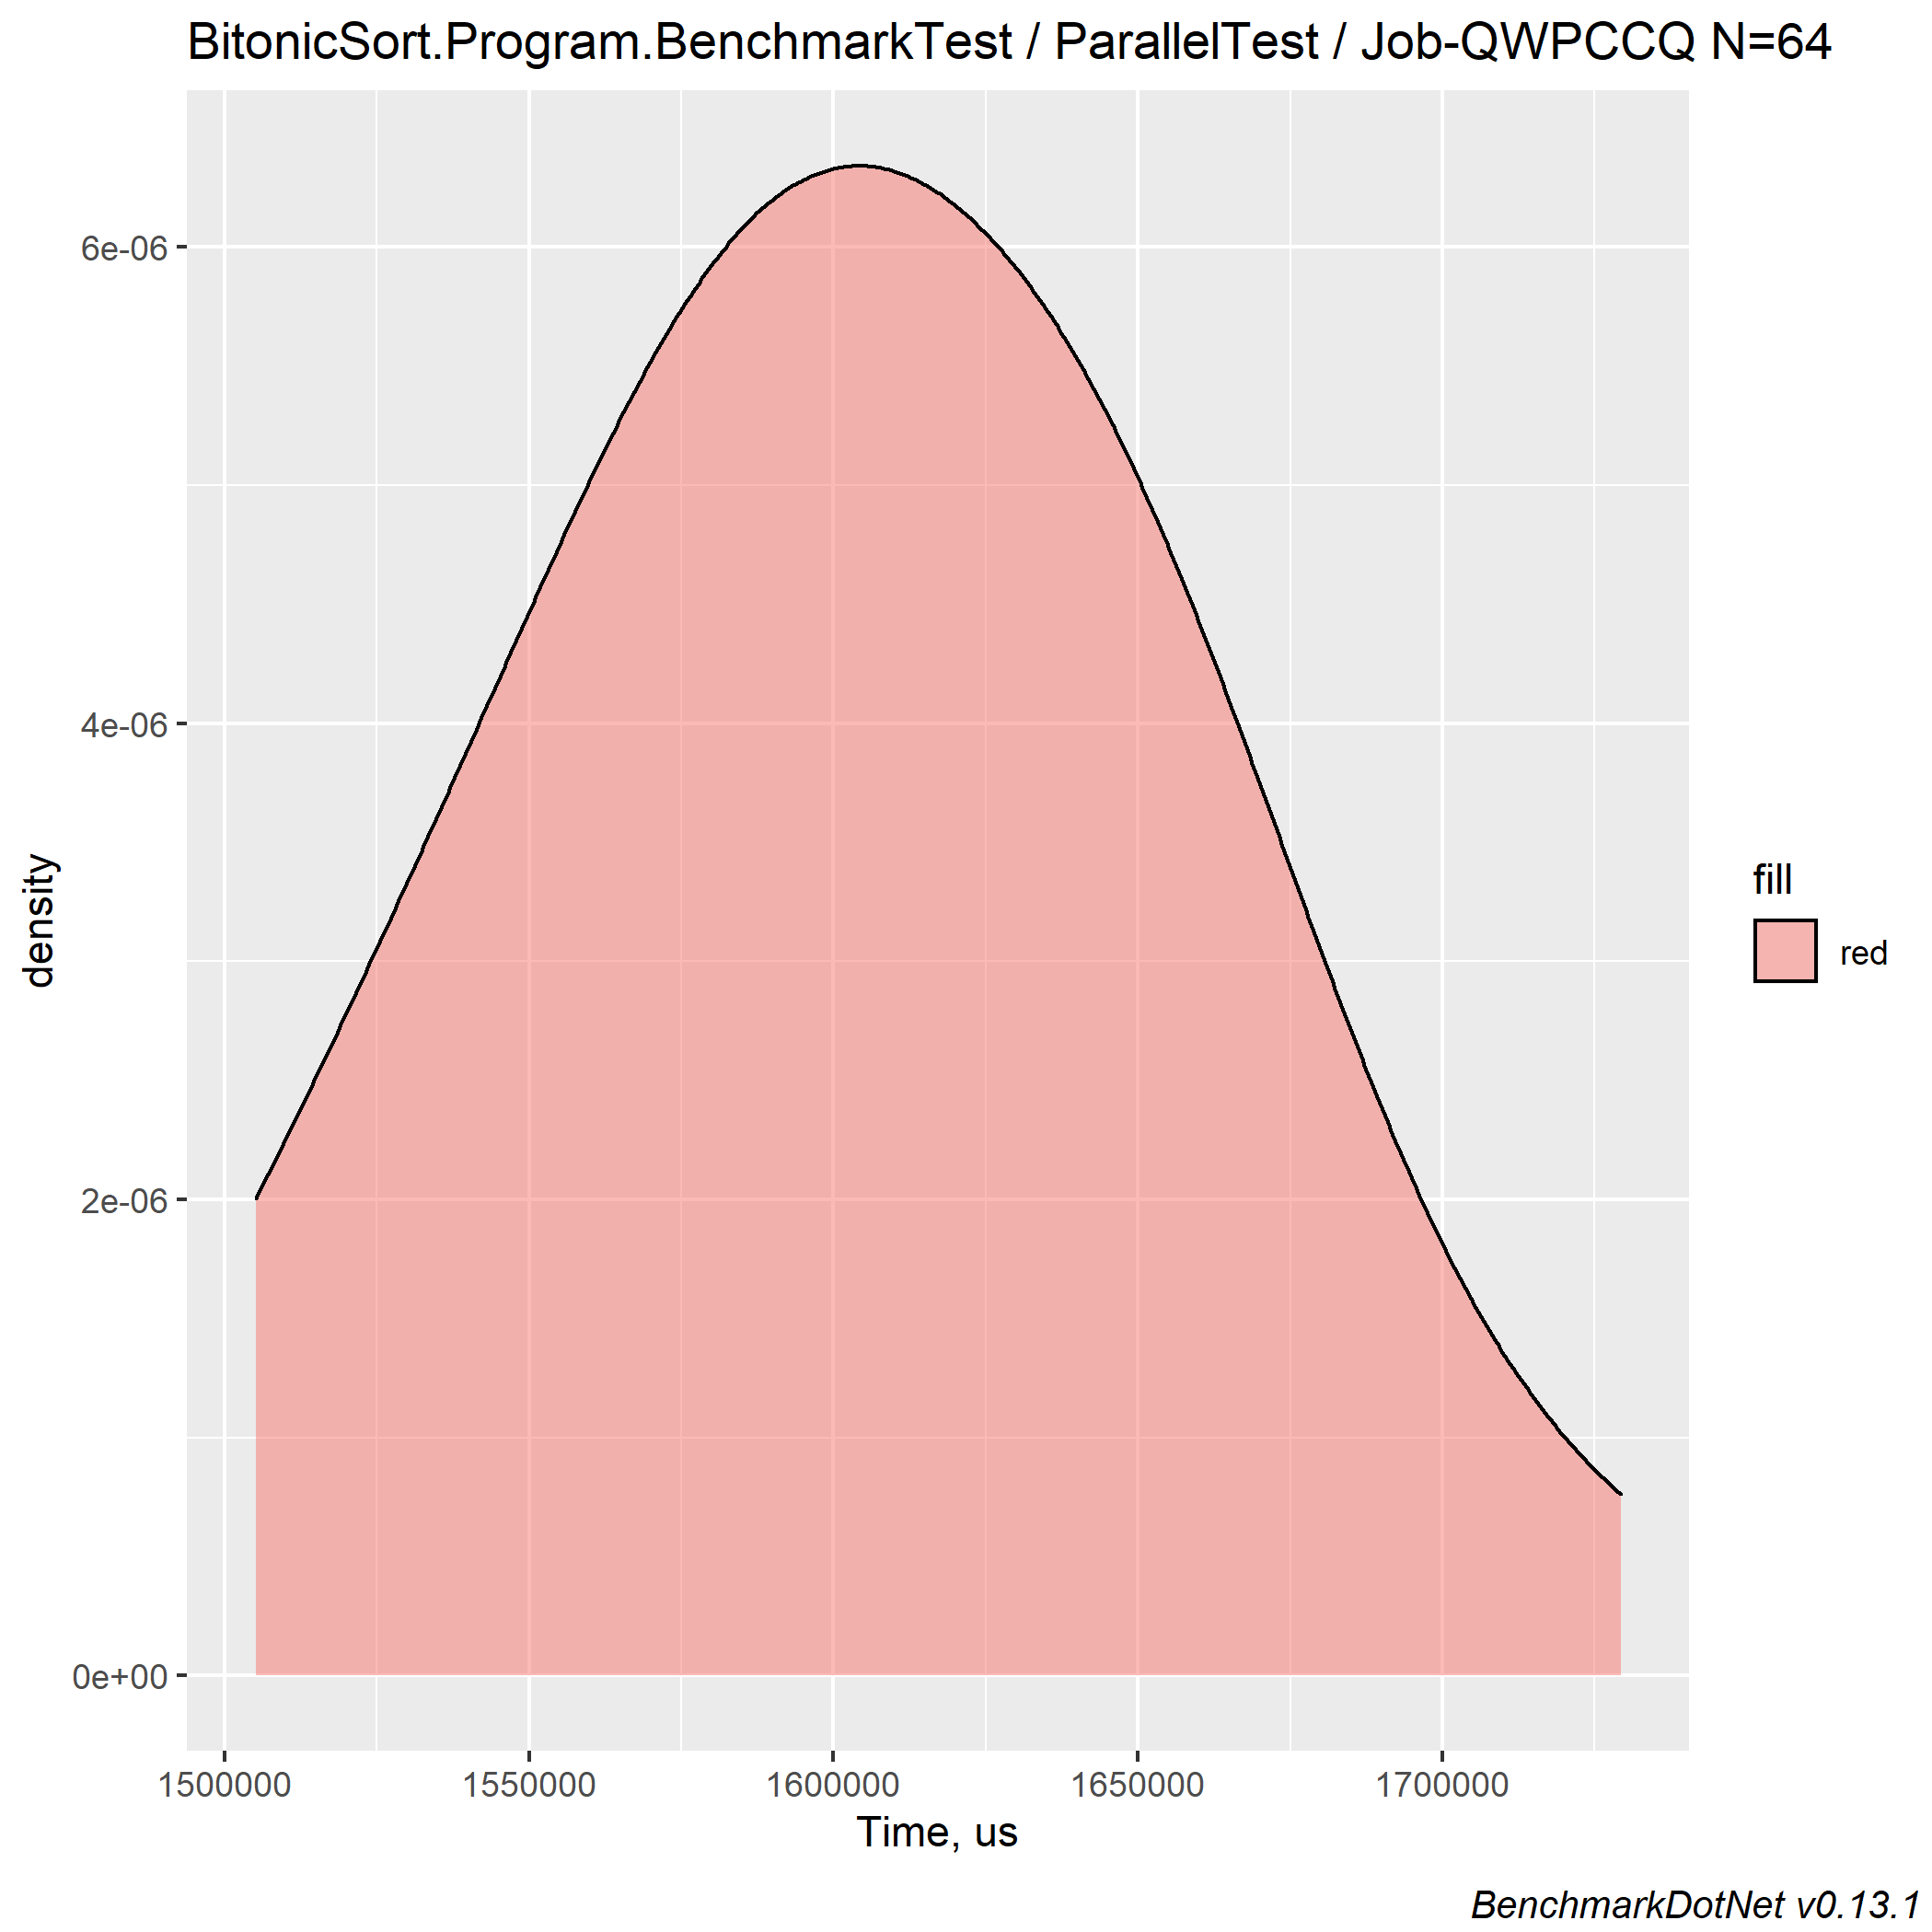 BitonicSort.Program.BenchmarkTest / ParallelTest / Job-QWPCCQ N=64
6e-06
4e-06
2e-06
0e+00
density
fill
red
1500000 1550000 1600000 1650000 1700000
Time, us
BenchmarkDotNet v0.13.1